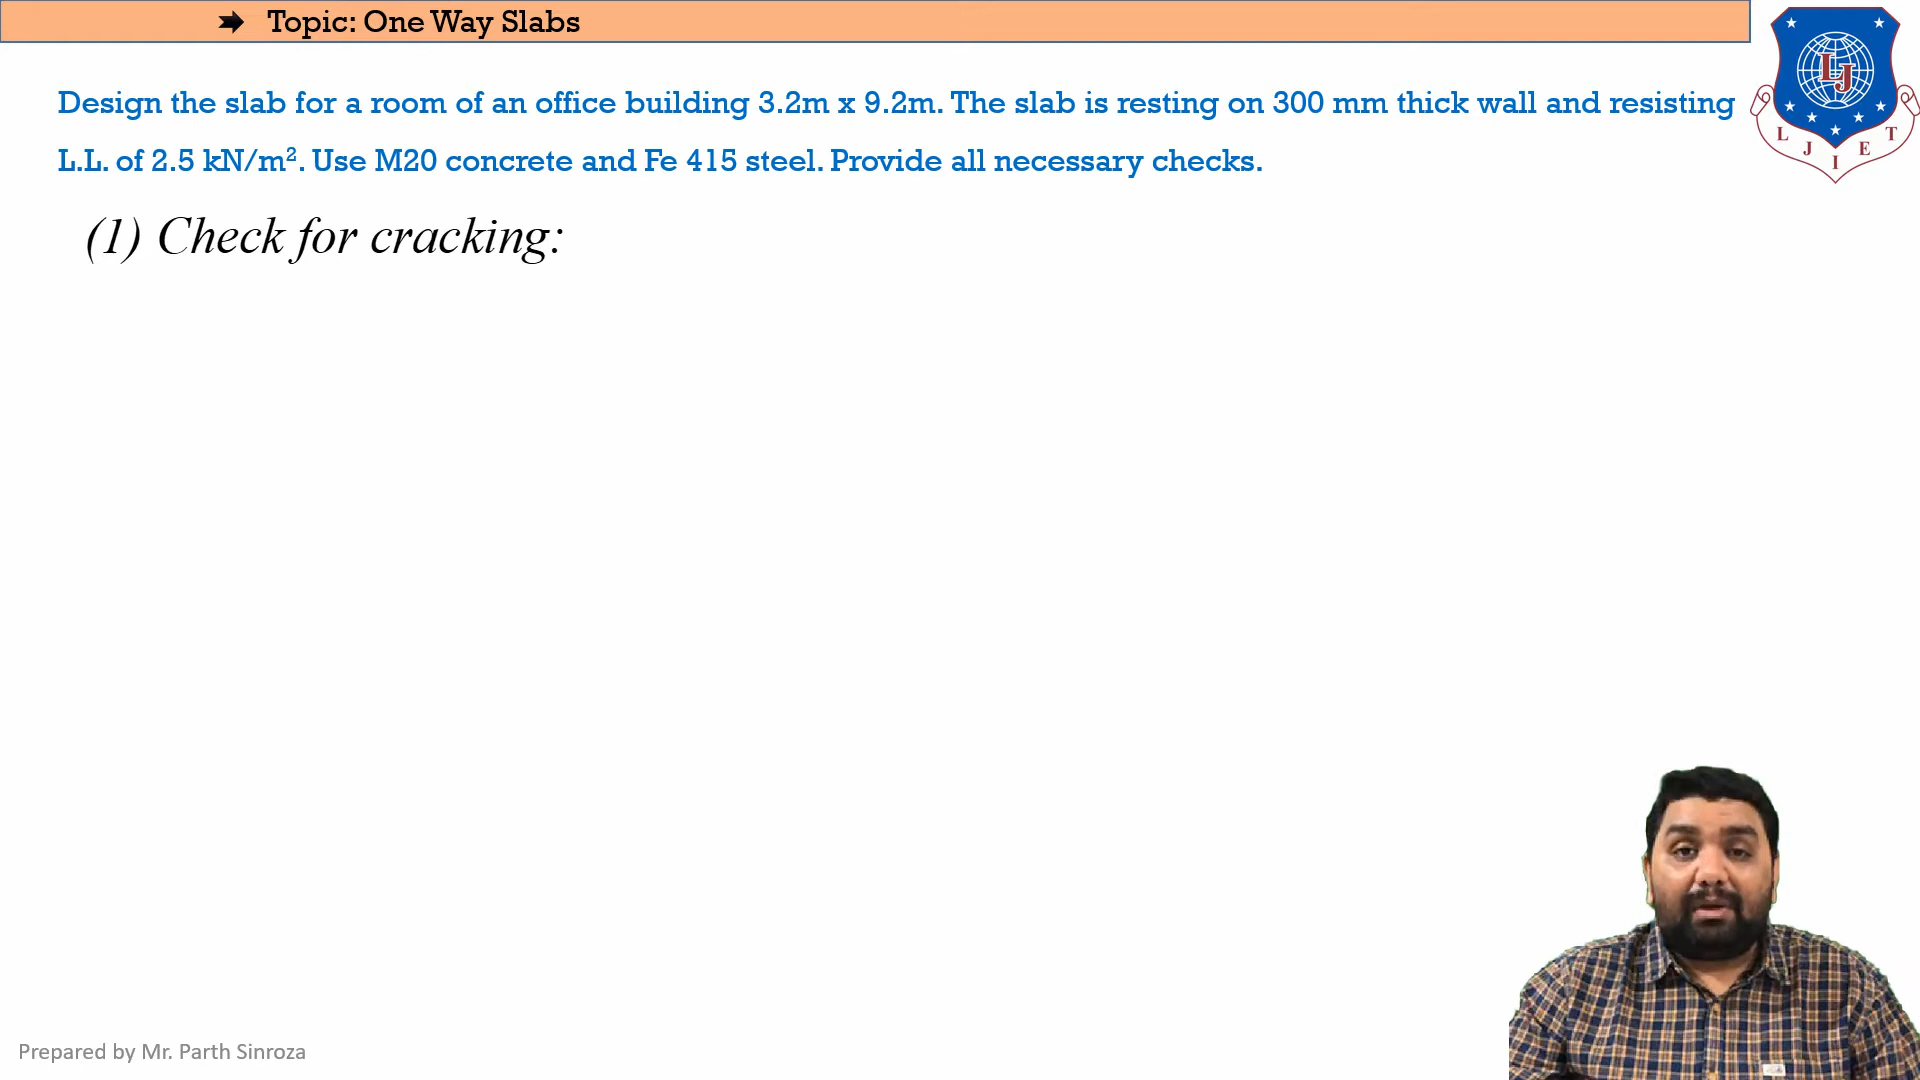 ➡ Topic: One Way Slabs
Design the slab for a room of an office building 3.2m x 9.2m. The slab is resting on 300 mm thick wall and resisting
L.L. of 2.5 kN/m². Use M20 concrete and Fe 415 steel. Provide all necessary checks.
(1) Check for cracking:
LJ
L J I E T
Prepared by Mr. Parth Sinroza